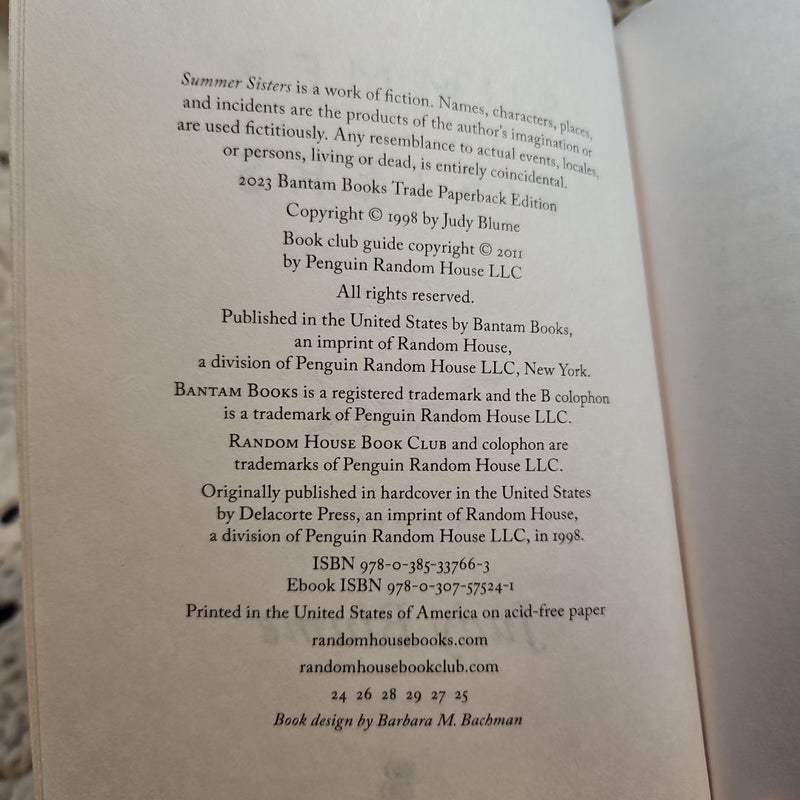 Summer Sisters is a work of fiction. Names, characters, places,
and incidents are the products of the author's imagination or
are used fictitiously. Any resemblance to actual events, locales,
or persons, living or dead, is entirely coincidental.
2023 Bantam Books Trade Paperback Edition
Copyright © 1998 by Judy Blume
Book club guide copyright © 2011
by Penguin Random House LLC
All rights reserved.
Published in the United States by Bantam Books,
an imprint of Random House,
a division of Penguin Random House LLC, New York.
BANTAM BOOKS is a registered trademark and the B colophon
is a trademark of Penguin Random House LLC.
RANDOM HOUSE BOOK CLUB and colophon are
trademarks of Penguin Random House LLC.
Originally published in hardcover in the United States
by Delacorte Press, an imprint of Random House,
a division of Penguin Random House LLC, in 1998.
ISBN 978-0-385-33766-3
Ebook ISBN 978-0-307-57524-1
Printed in the United States of America on acid-free paper
randomhousebooks.com
randomhousebookclub.com
24 26 28 29 27 25
Book design by Barbara M. Bachman